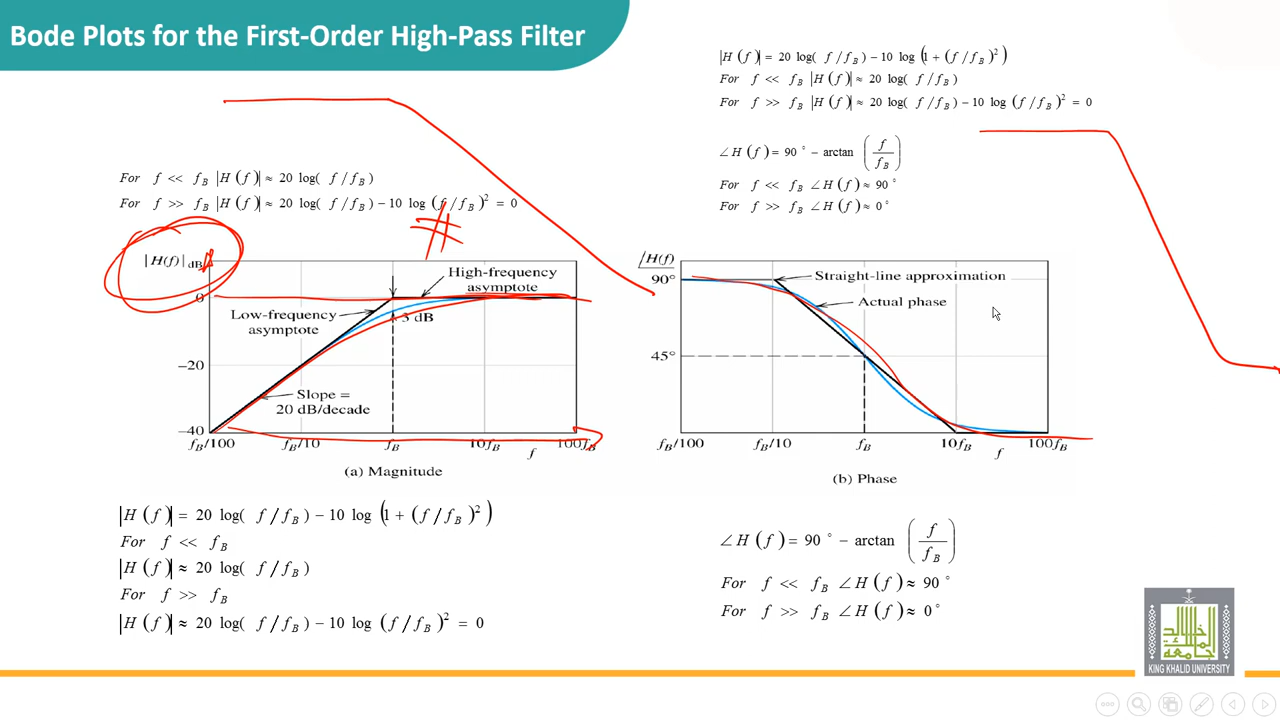 Bode Plots for the First-Order High-Pass Filter
|H(f)| = 20 log( f/f_B) − 10 log (1 + (f/f_B)²)
For f << f_B |H(f)| ≈ 20 log( f/f_B)
For f >> f_B |H(f)| ≈ 20 log( f/f_B) − 10 log (f/f_B)² = 0
∠H(f) = 90° − arctan (f/f_B)
For f << f_B ∠H(f) ≈ 90°
For f >> f_B ∠H(f) ≈ 0°
For f << f_B |H(f)| ≈ 20 log( f/f_B)
For f >> f_B |H(f)| ≈ 20 log( f/f_B) − 10 log (f/f_B)² = 0
|H(f)| dB
0
−20
−40
High-frequency
asymptote
Low-frequency
asymptote
3 dB
Slope =
20 dB/decade
f_B/100 f_B/10 f_B 10f_B 100f_B
f
(a) Magnitude
/H(f)
90°
45°
Straight-line approximation
Actual phase
f_B/100 f_B/10 f_B 10f_B 100f_B
f
(b) Phase
|H(f)| = 20 log( f/f_B) − 10 log (1 + (f/f_B)²)
For f << f_B
|H(f)| ≈ 20 log( f/f_B)
For f >> f_B
|H(f)| ≈ 20 log( f/f_B) − 10 log (f/f_B)² = 0
∠H(f) = 90° − arctan (f/f_B)
For f << f_B ∠H(f) ≈ 90°
For f >> f_B ∠H(f) ≈ 0°
KING KHALID UNIVERSITY